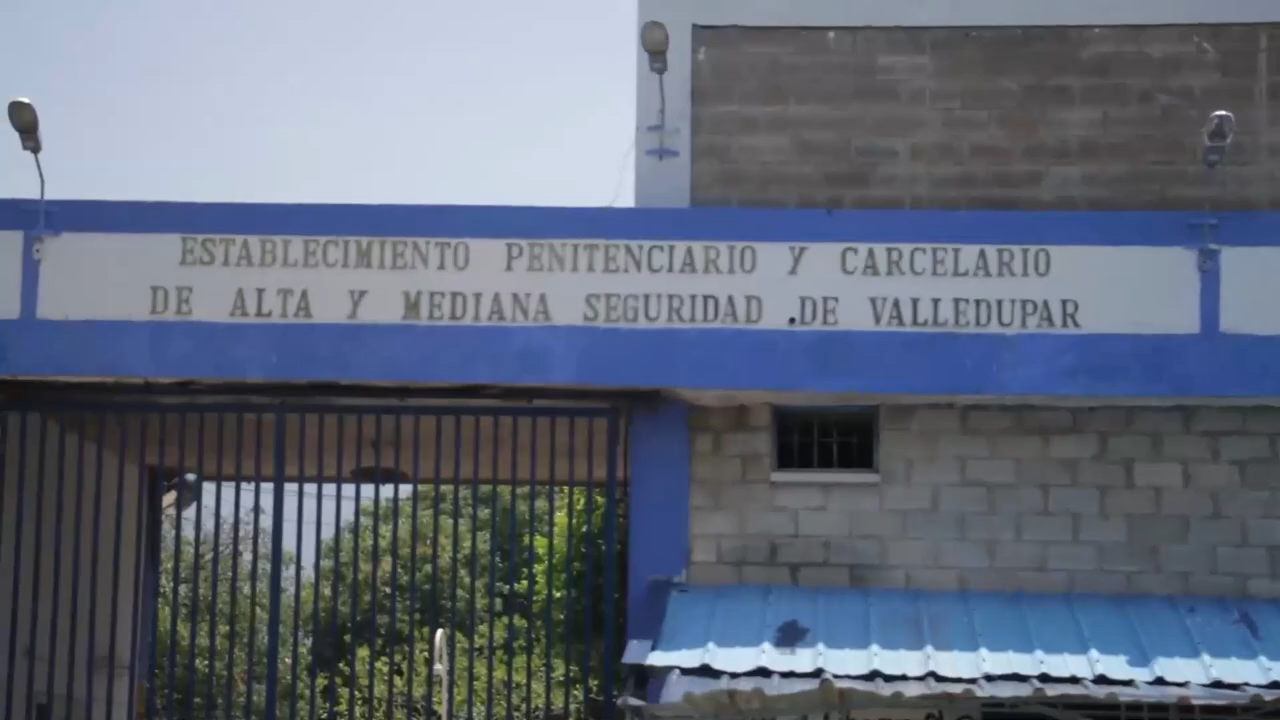 ESTABLECIMIENTO PENITENCIARIO Y CARCELARIO
DE ALTA Y MEDIANA SEGURIDAD DE VALLEDUPAR